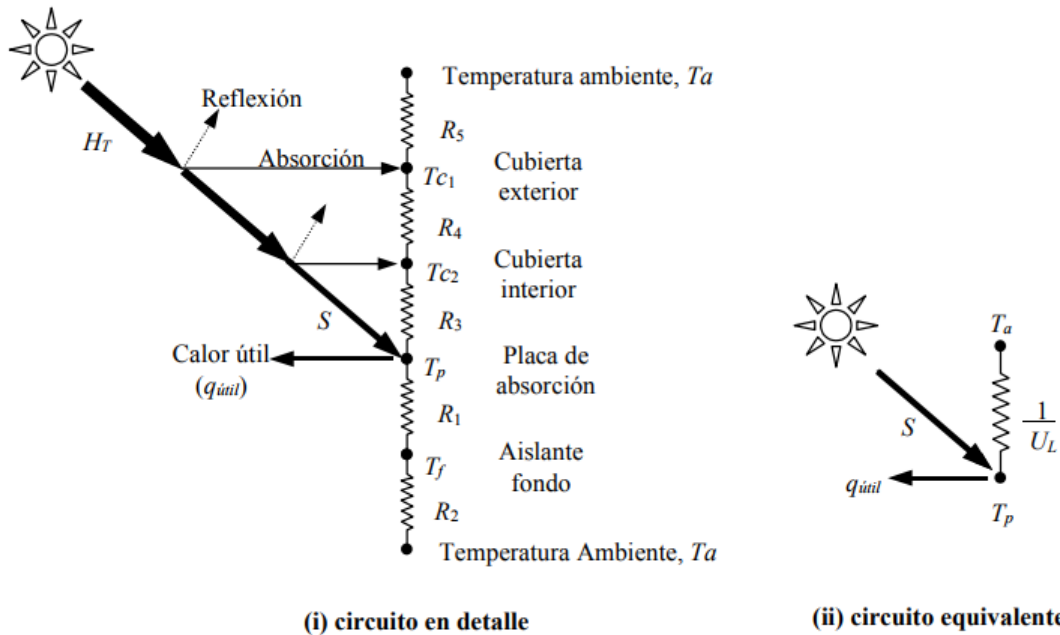 Temperatura ambiente, Ta
Reflexión
R5
HT
Absorción
Cubierta
exterior
Tc1
R4
Cubierta
interior
Tc2
R3
S
Calor útil
(qútil)
Placa de
absorción
Tp
R1
Aislante
fondo
Tf
R2
Temperatura Ambiente, Ta
(i) circuito en detalle
Ta
S
1
UL
qútil
Tp
(ii) circuito equivalente